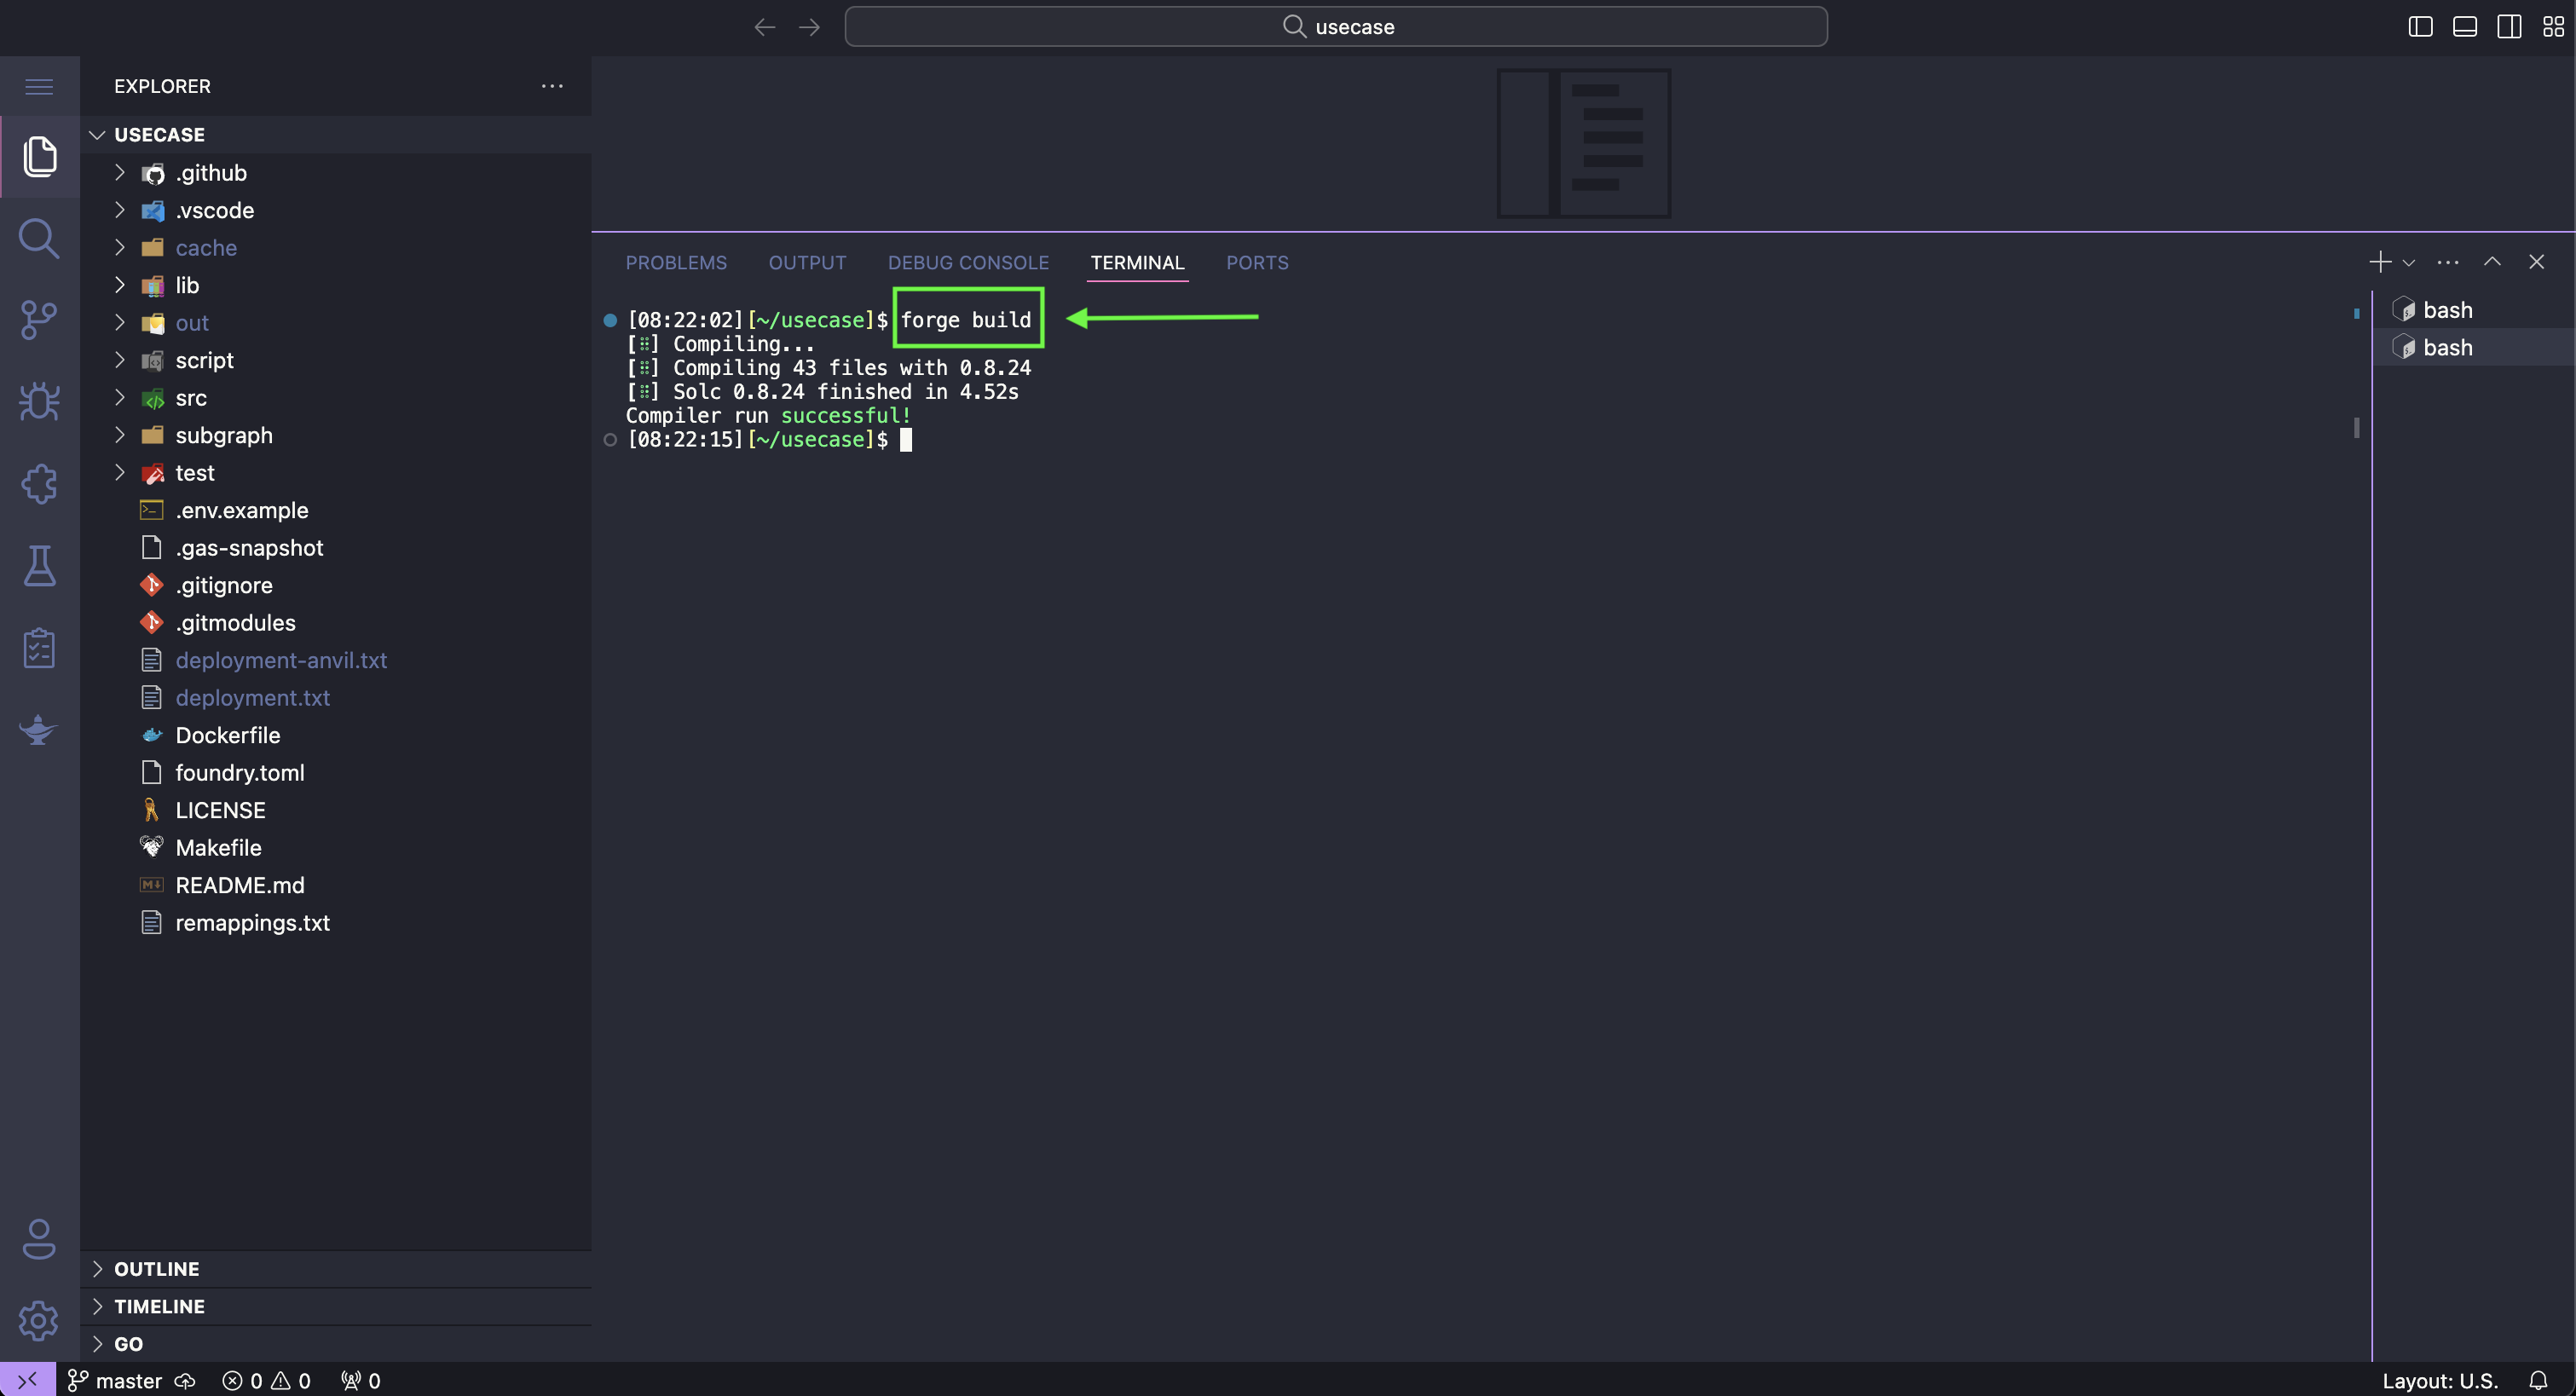 usecase
EXPLORER
USECASE
.github
.vscode
cache
lib
out
script
src
subgraph
test
.env.example
.gas-snapshot
.gitignore
.gitmodules
deployment-anvil.txt
deployment.txt
Dockerfile
foundry.toml
LICENSE
Makefile
README.md
remappings.txt
OUTLINE
TIMELINE
GO
PROBLEMS OUTPUT DEBUG CONSOLE TERMINAL PORTS
[08:22:02][~/usecase]$ forge build
[⠿] Compiling...
[⠿] Compiling 43 files with 0.8.24
[⠿] Solc 0.8.24 finished in 4.52s
Compiler run successful!
[08:22:15][~/usecase]$
bash
bash
master 0 0 0
Layout: U.S.